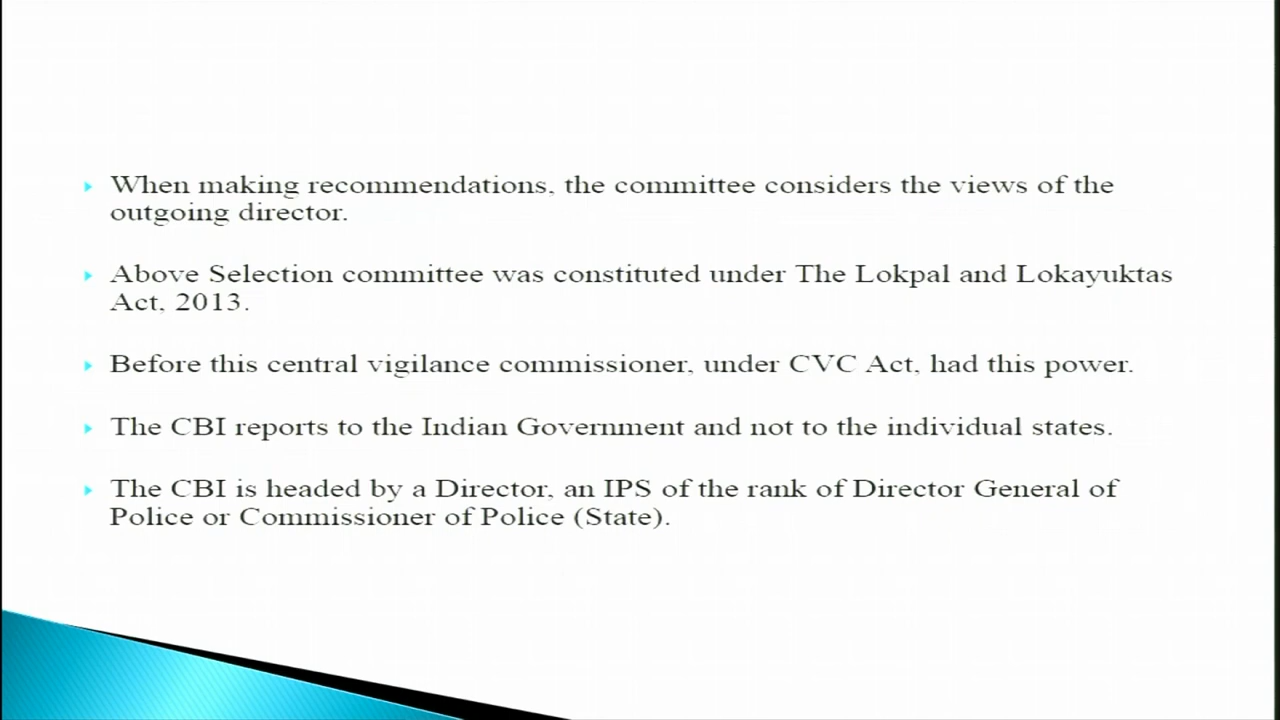 When making recommendations, the committee considers the views of the
outgoing director.
Above Selection committee was constituted under The Lokpal and Lokayuktas
Act, 2013.
Before this central vigilance commissioner, under CVC Act, had this power.
The CBI reports to the Indian Government and not to the individual states.
The CBI is headed by a Director, an IPS of the rank of Director General of
Police or Commissioner of Police (State).